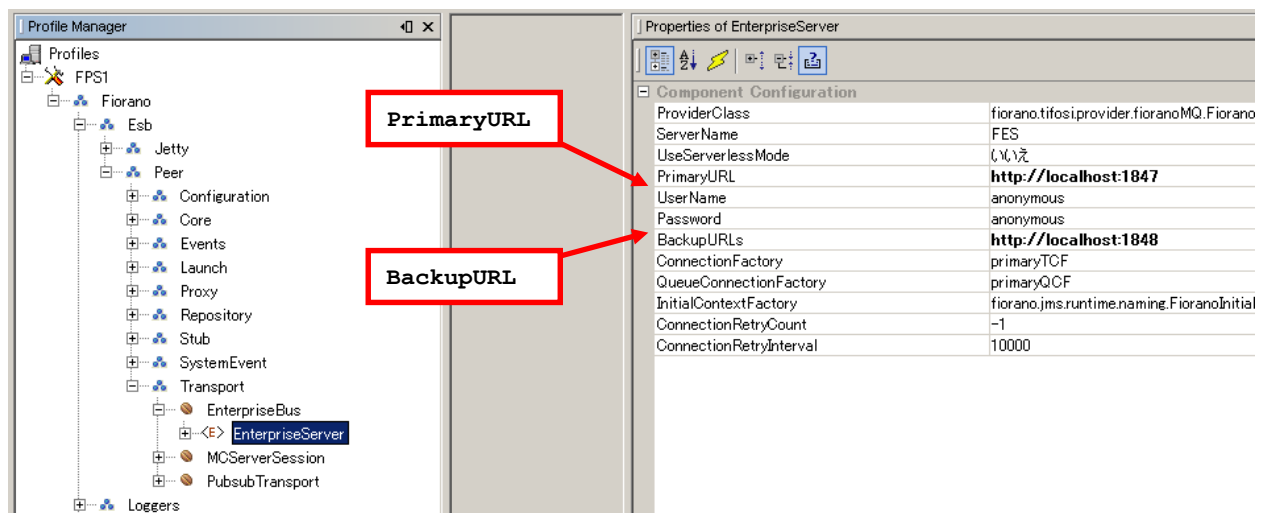 Profile Manager
Profiles
FPS1
Fiorano
Esb
Jetty
Peer
Configuration
Core
Events
Launch
Proxy
Repository
Stub
SystemEvent
Transport
EnterpriseBus
<E> EnterpriseServer
MCServerSession
PubsubTransport
Loggers
PrimaryURL
BackupURL
Properties of EnterpriseServer
Component Configuration
ProviderClass fiorano.tifosi.provider.fioranoMQ.Fiorano
ServerName FES
UseServerlessMode いいえ
PrimaryURL http://localhost:1847
UserName anonymous
Password anonymous
BackupURLs http://localhost:1848
ConnectionFactory primaryTCF
QueueConnectionFactory primaryQCF
InitialContextFactory fiorano.jms.runtime.naming.FioranoInitial
ConnectionRetryCount -1
ConnectionRetryInterval 10000